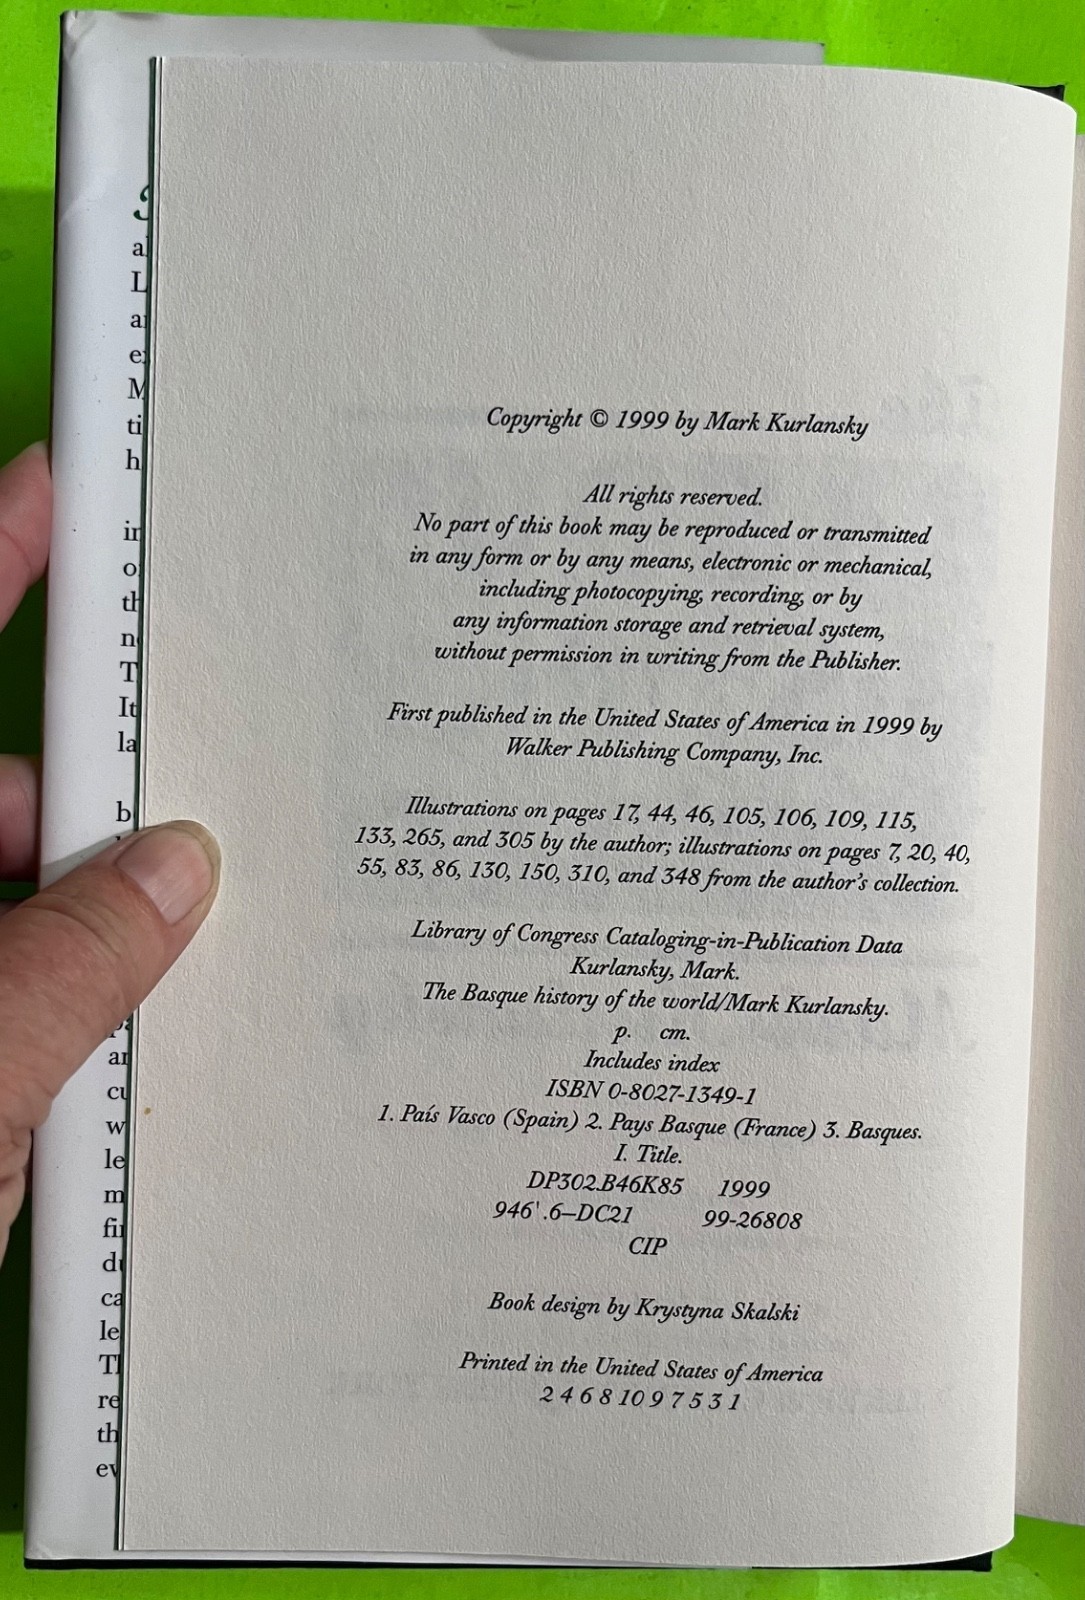 Copyright © 1999 by Mark Kurlansky
All rights reserved.
No part of this book may be reproduced or transmitted
in any form or by any means, electronic or mechanical,
including photocopying, recording, or by
any information storage and retrieval system,
without permission in writing from the Publisher.
First published in the United States of America in 1999 by
Walker Publishing Company, Inc.
Illustrations on pages 17, 44, 46, 105, 106, 109, 115,
133, 265, and 305 by the author; illustrations on pages 7, 20, 40,
55, 83, 86, 130, 150, 310, and 348 from the author's collection.
Library of Congress Cataloging-in-Publication Data
Kurlansky, Mark.
The Basque history of the world/Mark Kurlansky.
p. cm.
Includes index
ISBN 0-8027-1349-1
1. País Vasco (Spain) 2. Pays Basque (France) 3. Basques.
I. Title.
DP302.B46K85 1999
946'.6–DC21 99-26808
CIP
Book design by Krystyna Skalski
Printed in the United States of America
2 4 6 8 10 9 7 5 3 1